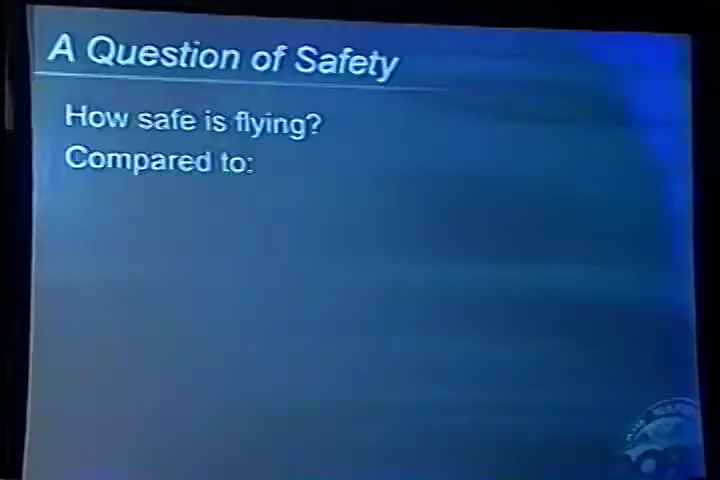 A Question of Safety
How safe is flying?
Compared to: